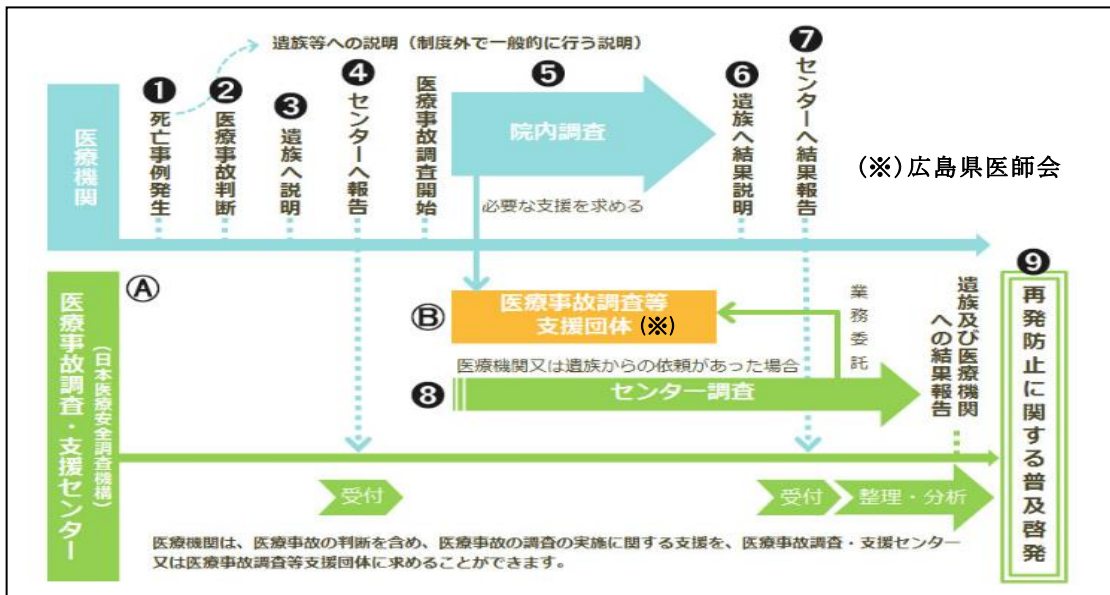 遺族等への説明（制度外で一般的に行う説明）
医療機関
❶
死亡事例発生
❷
医療事故判断
❸
遺族へ説明
❹
センターへ報告
医療事故調査開始
❺
院内調査
❻
遺族へ結果説明
❼
センターへ結果報告
(※)広島県医師会
必要な支援を求める
医療事故調査・支援センター
（日本医療安全調査機構）
Ⓐ
Ⓑ
医療事故調査等
支援団体 (※)
業務委託
医療機関又は遺族からの依頼があった場合
❽
センター調査
遺族及び医療機関
への結果報告
❾
再発防止に関する普及啓発
受付
受付
整理・分析
医療機関は、医療事故の判断を含め、医療事故の調査の実施に関する支援を、医療事故調査・支援センター
又は医療事故調査等支援団体に求めることができます。